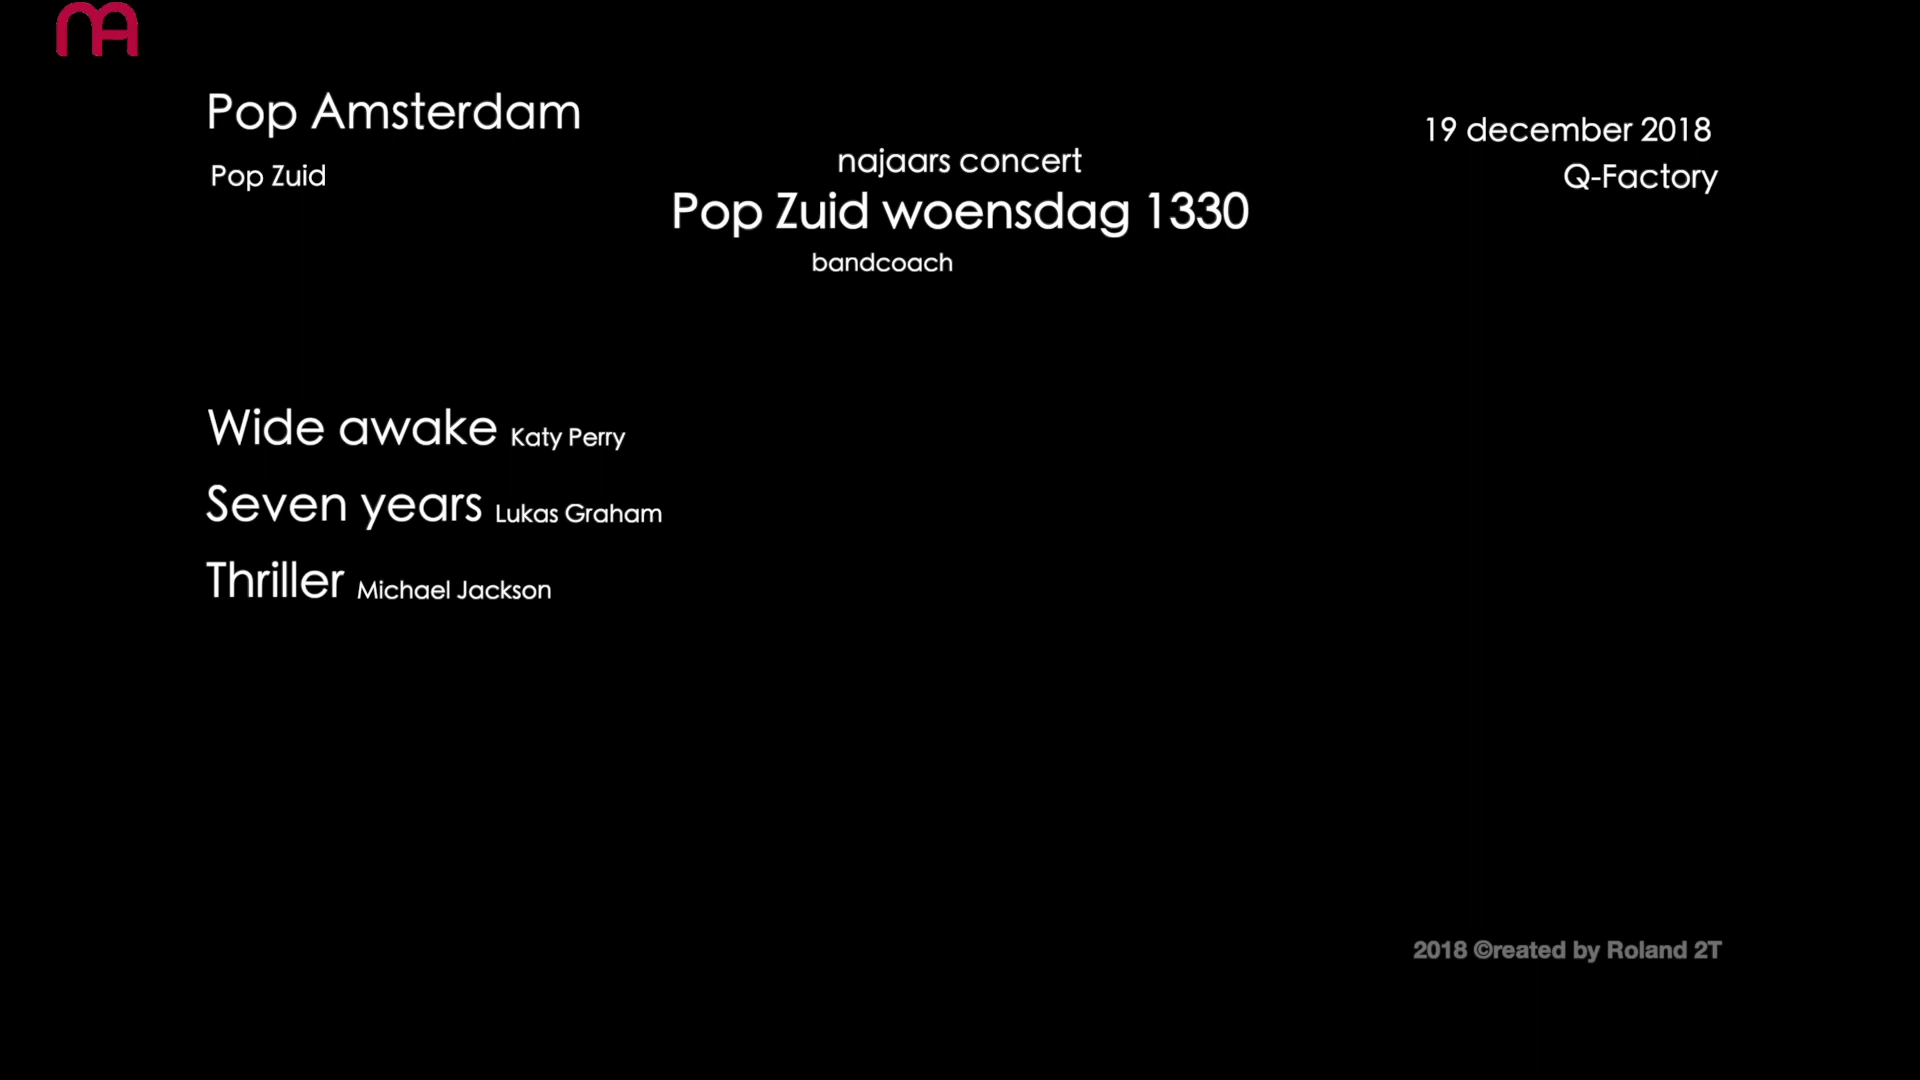 Pop Amsterdam
Pop Zuid
najaars concert
Pop Zuid woensdag 1330
bandcoach
19 december 2018
Q-Factory
Wide awake Katy Perry
Seven years Lukas Graham
Thriller Michael Jackson
2018 ©reated by Roland 2T